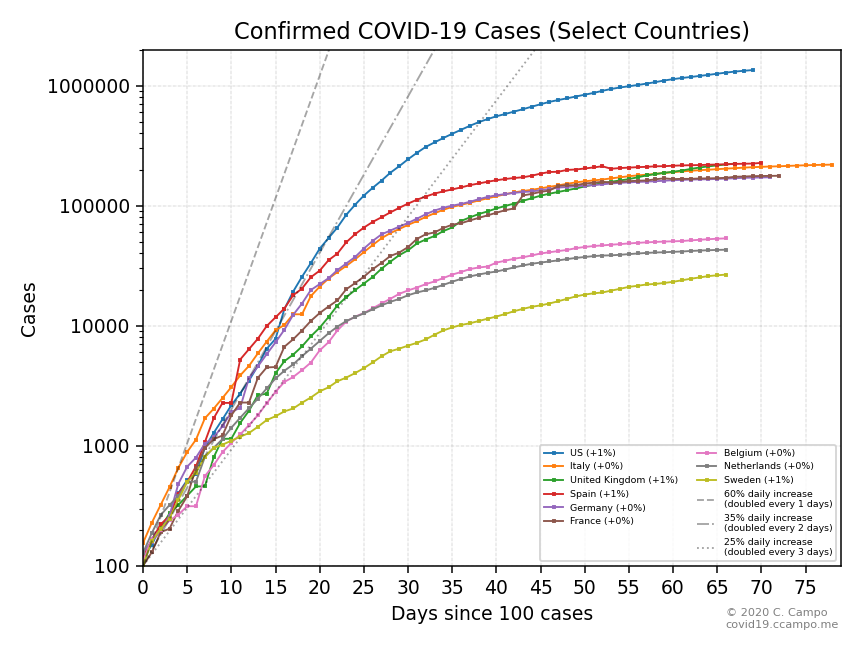 Confirmed COVID-19 Cases (Select Countries)
1000000
100000
10000
1000
100
Cases
0 5 10 15 20 25 30 35 40 45 50 55 60 65 70 75
Days since 100 cases
US (+1%)
Italy (+0%)
United Kingdom (+1%)
Spain (+1%)
Germany (+0%)
France (+0%)
Belgium (+0%)
Netherlands (+0%)
Sweden (+1%)
60% daily increase
(doubled every 1 days)
35% daily increase
(doubled every 2 days)
25% daily increase
(doubled every 3 days)
© 2020 C. Campo
covid19.ccampo.me